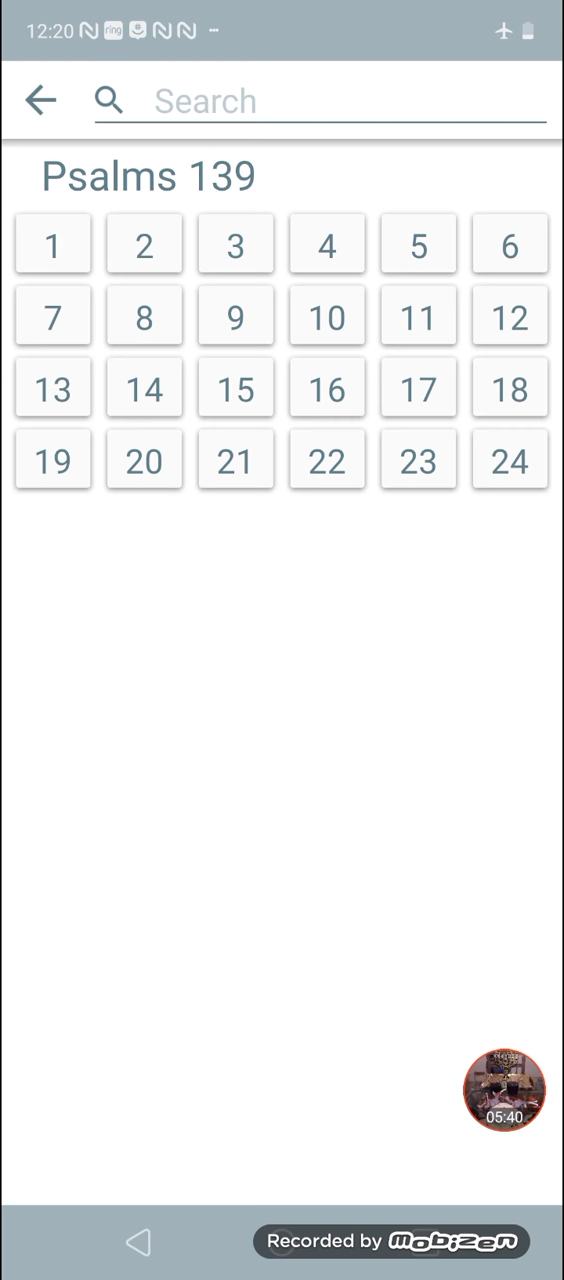 12:20 ring
Search
Psalms 139
1 2 3 4 5 6
7 8 9 10 11 12
13 14 15 16 17 18
19 20 21 22 23 24
05:40
Recorded by mobizen